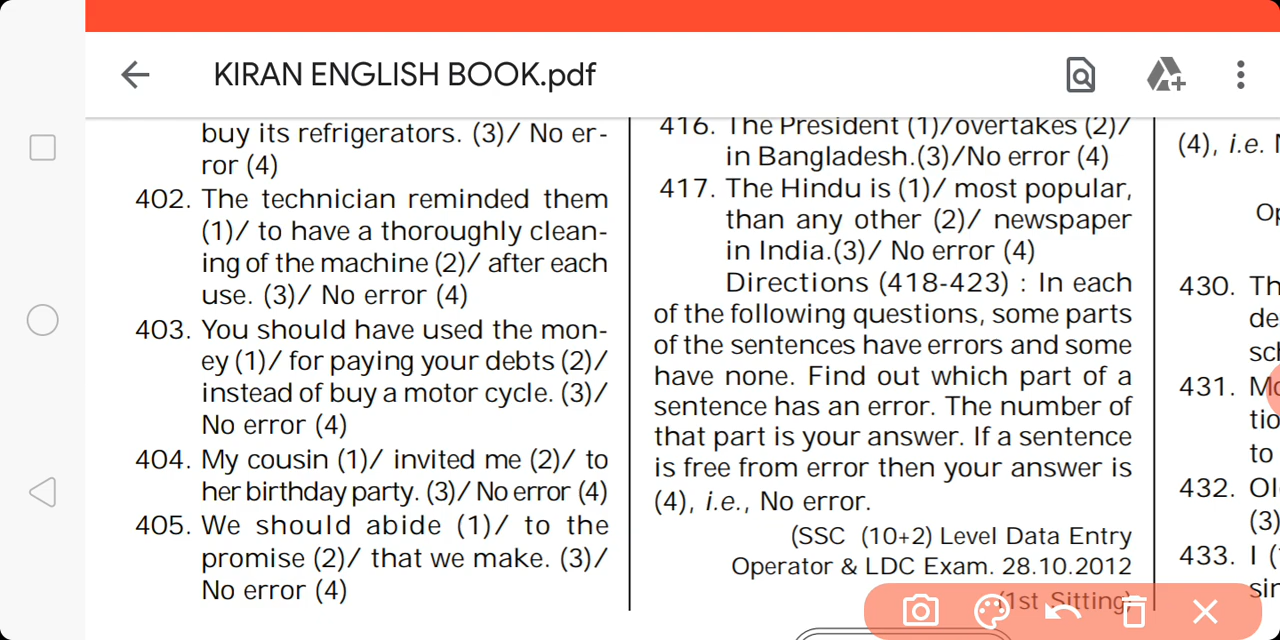 KIRAN ENGLISH BOOK.pdf
buy its refrigerators. (3)/ No er-
ror (4)
402. The technician reminded them
(1)/ to have a thoroughly clean-
ing of the machine (2)/ after each
use. (3)/ No error (4)
403. You should have used the mon-
ey (1)/ for paying your debts (2)/
instead of buy a motor cycle. (3)/
No error (4)
404. My cousin (1)/ invited me (2)/ to
her birthday party. (3)/ No error (4)
405. We should abide (1)/ to the
promise (2)/ that we make. (3)/
No error (4)
416. The President (1)/overtakes (2)/
in Bangladesh.(3)/No error (4)
417. The Hindu is (1)/ most popular,
than any other (2)/ newspaper
in India.(3)/ No error (4)
Directions (418-423) : In each
of the following questions, some parts
of the sentences have errors and some
have none. Find out which part of a
sentence has an error. The number of
that part is your answer. If a sentence
is free from error then your answer is
(4), i.e., No error.
(SSC (10+2) Level Data Entry
Operator & LDC Exam. 28.10.2012
(1st Sitting)
(4), i.e.
430.
431.
to
432.
(3)
433. I